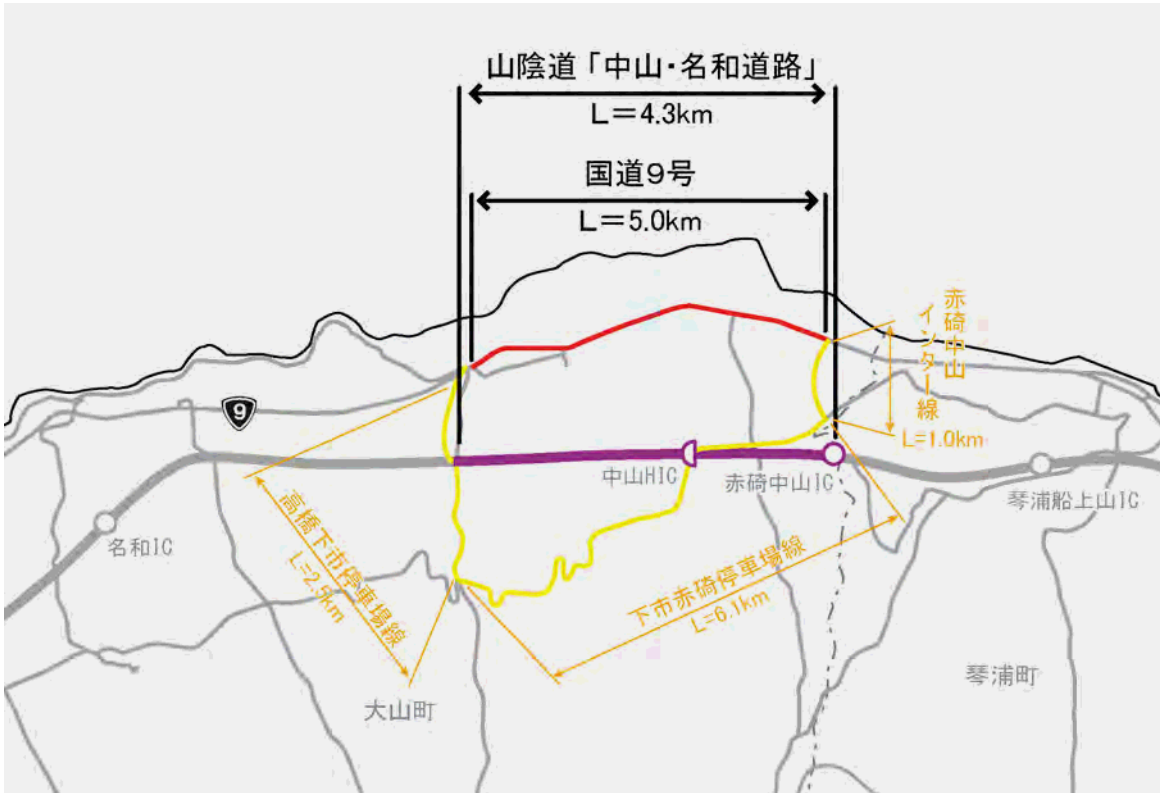 山陰道「中山・名和道路」
L=4.3km
国道9号
L=5.0km
赤碕中山
インター線
L=1.0km
9
中山HIC
赤碕中山IC
琴浦船上山IC
名和IC
高橋下市停車場線
L=2.5km
下市赤碕停車場線
L=6.1km
大山町
琴浦町